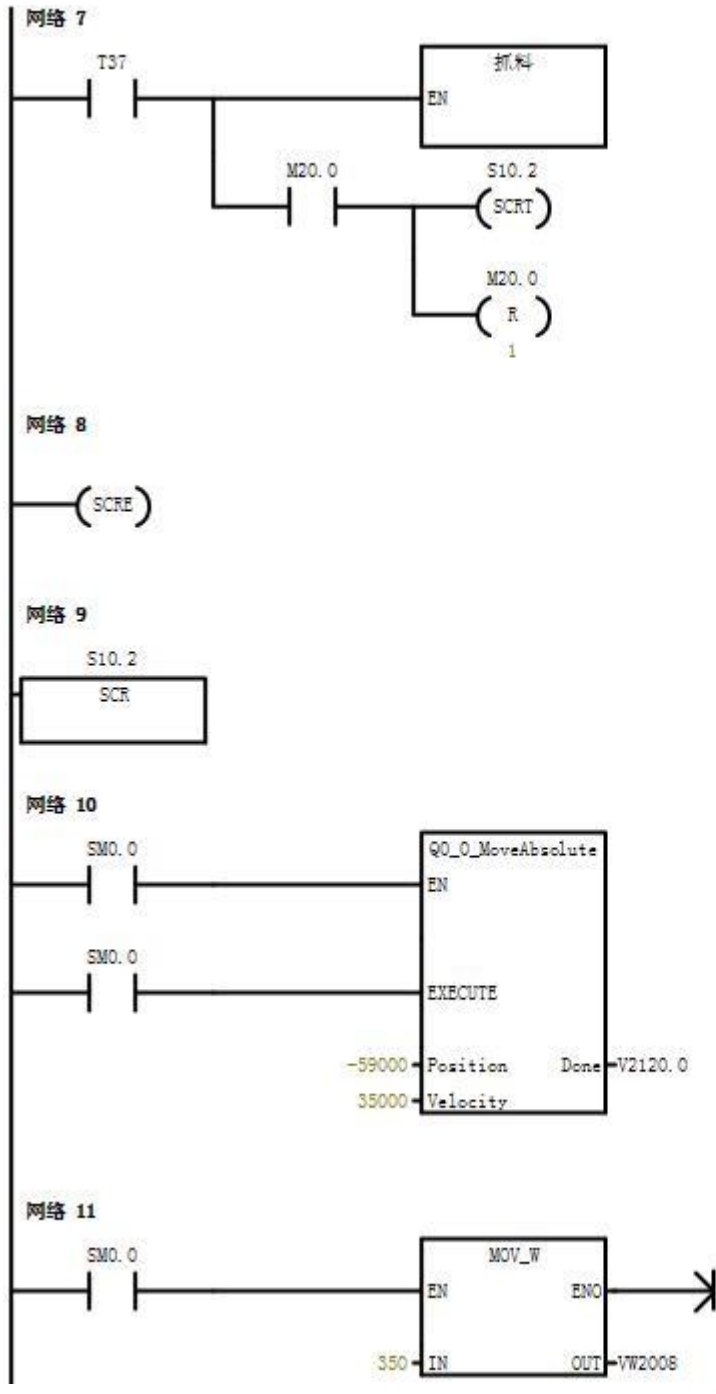 网络 7
T37
抓料
EN
M20.0
S10.2
SCRT
M20.0
R
1
网络 8
SCRE
网络 9
S10.2
SCR
网络 10
SM0.0
Q0_0_MoveAbsolute
EN
SM0.0
EXECUTE
-59000 Position Done V2120.0
35000 Velocity
网络 11
SM0.0
MOV_W
EN ENO
350 IN OUT VW2008